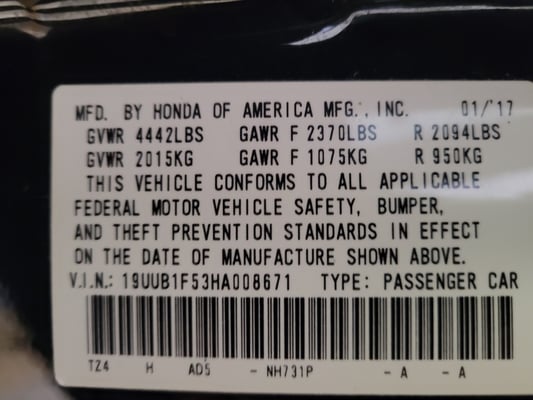 MFD. BY HONDA OF AMERICA MFG., INC. 01/'17
GVWR 4442LBS GAWR F 2370LBS R 2094LBS
GVWR 2015KG GAWR F 1075KG R 950KG
THIS VEHICLE CONFORMS TO ALL APPLICABLE
FEDERAL MOTOR VEHICLE SAFETY, BUMPER,
AND THEFT PREVENTION STANDARDS IN EFFECT
ON THE DATE OF MANUFACTURE SHOWN ABOVE.
V.I.N.: 19UUB1F53HA008671 TYPE: PASSENGER CAR
TZ4 H AD5 - NH731P - A - A